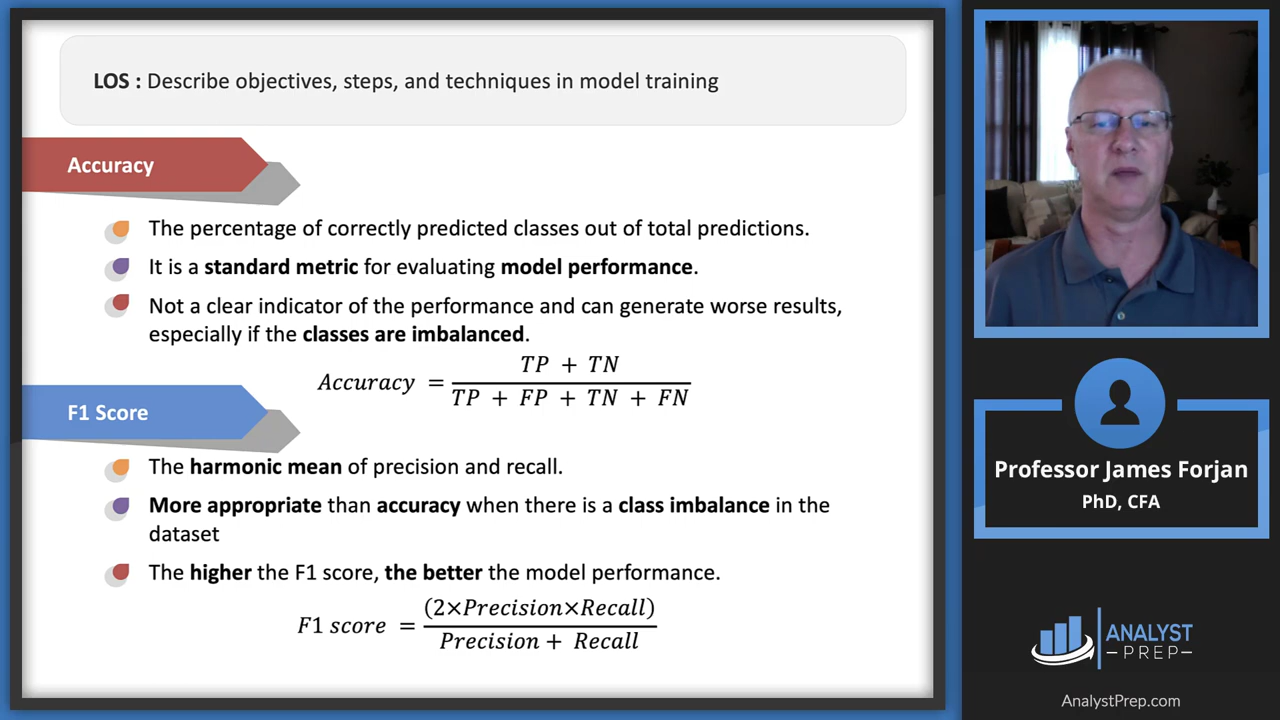 LOS : Describe objectives, steps, and techniques in model training
Accuracy
The percentage of correctly predicted classes out of total predictions.
It is a standard metric for evaluating model performance.
Not a clear indicator of the performance and can generate worse results,
especially if the classes are imbalanced.
Accuracy = (TP + TN) / (TP + FP + TN + FN)
F1 Score
The harmonic mean of precision and recall.
More appropriate than accuracy when there is a class imbalance in the
dataset
The higher the F1 score, the better the model performance.
F1 score = (2×Precision×Recall) / (Precision + Recall)
Professor James Forjan
PhD, CFA
ANALYST
–PREP–
AnalystPrep.com